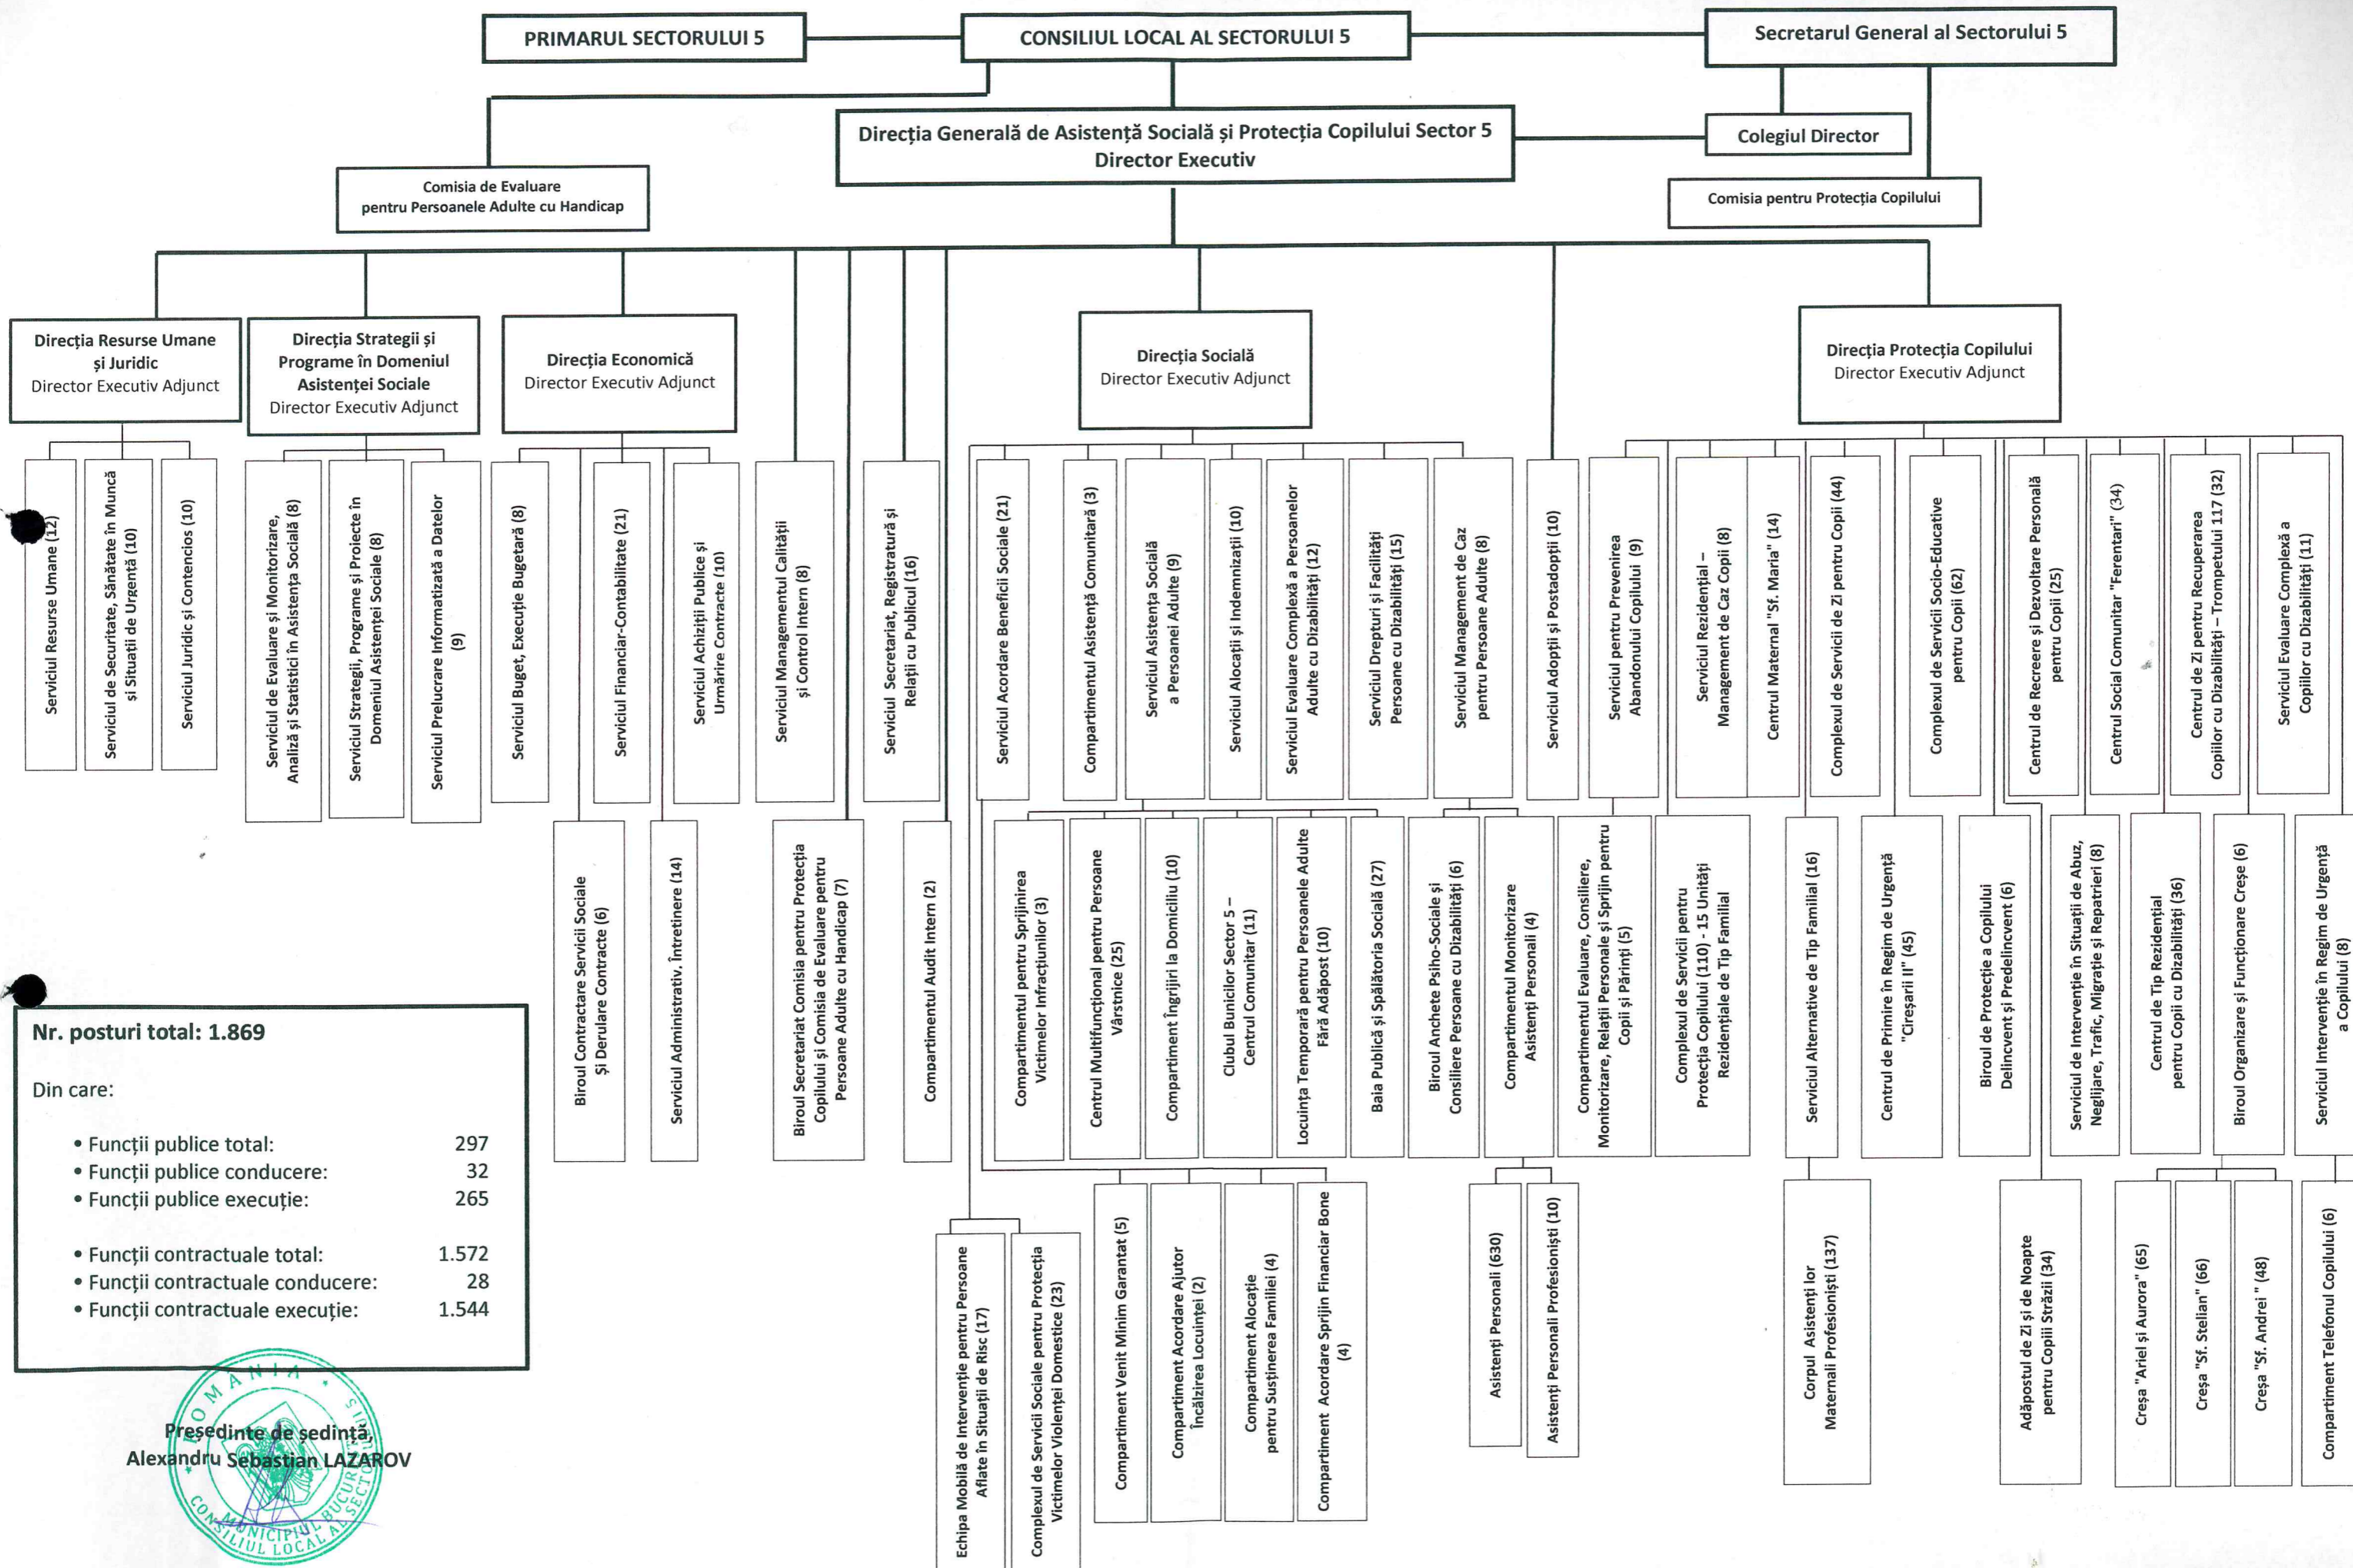 PRIMARUL SECTORULUI 5
CONSILIUL LOCAL AL SECTORULUI 5
Secretarul General al Sectorului 5
Direcția Generală de Asistență Socială și Protecția Copilului Sector 5
Director Executiv
Colegiul Director
Comisia de Evaluare
pentru Persoanele Adulte cu Handicap
Comisia pentru Protecția Copilului
Direcția Resurse Umane
și Juridic
Director Executiv Adjunct
Direcția Strategii și
Programe în Domeniul
Asistenței Sociale
Director Executiv Adjunct
Direcția Economică
Director Executiv Adjunct
Direcția Socială
Director Executiv Adjunct
Direcția Protecția Copilului
Director Executiv Adjunct
Serviciul Resurse Umane (12)
Serviciul de Securitate, Sănătate în Muncă
și Situații de Urgență (10)
Serviciul Juridic și Contencios (10)
Serviciul de Evaluare și Monitorizare,
Analiză și Statistici în Asistența Socială (8)
Serviciul Strategii, Programe și Proiecte în
Domeniul Asistenței Sociale (8)
Serviciul Prelucrare Informatizată a Datelor
(9)
Serviciul Buget, Execuție Bugetară (8)
Serviciul Financiar-Contabilitate (21)
Serviciul Achiziții Publice și
Urmărire Contracte (10)
Serviciul Managementul Calității
și Control Intern (8)
Serviciul Secretariat, Registratură și
Relații cu Publicul (16)
Serviciul Acordare Beneficii Sociale (21)
Compartimentul Asistență Comunitară (3)
Serviciul Asistența Socială
a Persoanei Adulte (9)
Serviciul Alocații și Indemnizații (10)
Serviciul Evaluare Complexă a Persoanelor
Adulte cu Dizabilități (12)
Serviciul Drepturi și Facilități
Persoane cu Dizabilități (15)
Serviciul Management de Caz
pentru Persoane Adulte (8)
Serviciul Adopții și Postadopții (10)
Serviciul pentru Prevenirea
Abandonului Copilului (9)
Serviciul Rezidențial –
Management de Caz Copii (8)
Centrul Maternal "Sf. Maria" (14)
Complexul de Servicii de Zi pentru Copii (44)
Complexul de Servicii Socio-Educative
pentru Copii (62)
Centrul de Recreere și Dezvoltare Personală
pentru Copii (25)
Centrul Social Comunitar "Ferentari" (34)
Centrul de Zi pentru Recuperarea
Copiilor cu Dizabilități – Trompetului 117 (32)
Serviciul Evaluare Complexă a
Copiilor cu Dizabilități (11)
Biroul Contractare Servicii Sociale
Și Derulare Contracte (6)
Serviciul Administrativ. Întretinere (14)
Biroul Secretariat Comisia pentru Protecția
Copilului și Comisia de Evaluare pentru
Persoane Adulte cu Handicap (7)
Compartimentul Audit Intern (2)
Compartimentul pentru Sprijinirea
Victimelor Infracțiunilor (3)
Centrul Multifuncțional pentru Persoane
Vârstnice (25)
Compartiment Îngrijiri la Domiciliu (10)
Clubul Bunicilor Sector 5 –
Centrul Comunitar (11)
Locuința Temporară pentru Persoanele Adulte
Fără Adăpost (10)
Baia Publică și Spălătoria Socială (27)
Biroul Anchete Psiho-Sociale și
Consiliere Persoane cu Dizabilități (6)
Compartimentul Monitorizare
Asistenți Personali (4)
Compartimentul Evaluare, Consiliere,
Monitorizare, Relații Personale și Sprijin pentru
Copii și Părinți (5)
Complexul de Servicii pentru
Protecția Copilului (110) - 15 Unități
Rezidențiale de Tip Familial
Serviciul Alternative de Tip Familial (16)
Centrul de Primire în Regim de Urgență
"Cireșarii II" (45)
Biroul de Protecție a Copilului
Delincvent și Predelincvent (6)
Serviciul de Intervenție în Situații de Abuz,
Neglijare, Trafic, Migrație și Repatrieri (8)
Centrul de Tip Rezidențial
pentru Copii cu Dizabilități (36)
Biroul Organizare și Funcționare Creșe (6)
Serviciul Intervenție în Regim de Urgență
a Copilului (8)
Echipa Mobilă de Intervenție pentru Persoane
Aflate în Situații de Risc (17)
Complexul de Servicii Sociale pentru Protecția
Victimelor Violenței Domestice (23)
Compartiment Venit Minim Garantat (5)
Compartiment Acordare Ajutor
Încălzirea Locuinței (2)
Compartiment Alocație
pentru Susținerea Familiei (4)
Compartiment Acordare Sprijin Financiar Bone
(4)
Asistenți Personali (630)
Asistenți Personali Profesioniști (10)
Corpul Asistenți lor
Maternali Profesioniști (137)
Adăpostul de Zi și de Noapte
pentru Copiii Străzii (34)
Creșa "Ariel și Aurora" (65)
Creșa "Sf. Stelian" (66)
Creșa "Sf. Andrei " (48)
Compartiment Telefonul Copilului (6)
Nr. posturi total: 1.869
Din care:
• Funcții publice total: 297
• Funcții publice conducere: 32
• Funcții publice execuție: 265
• Funcții contractuale total: 1.572
• Funcții contractuale conducere: 28
• Funcții contractuale execuție: 1.544
Președinte de ședință,
Alexandru Sebastian LAZAROV
ROMANIA
MUNICIPIUL BUCUREȘTI
CONSILIUL LOCAL AL SECTORULUI 5